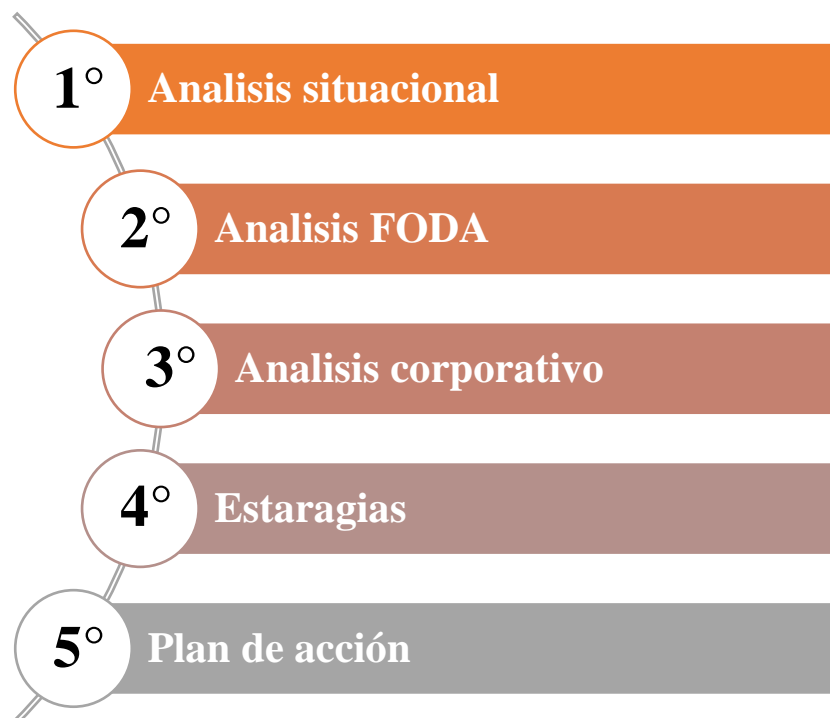 1° Analisis situacional
2° Analisis FODA
3° Analisis corporativo
4° Estaragias
5° Plan de acción